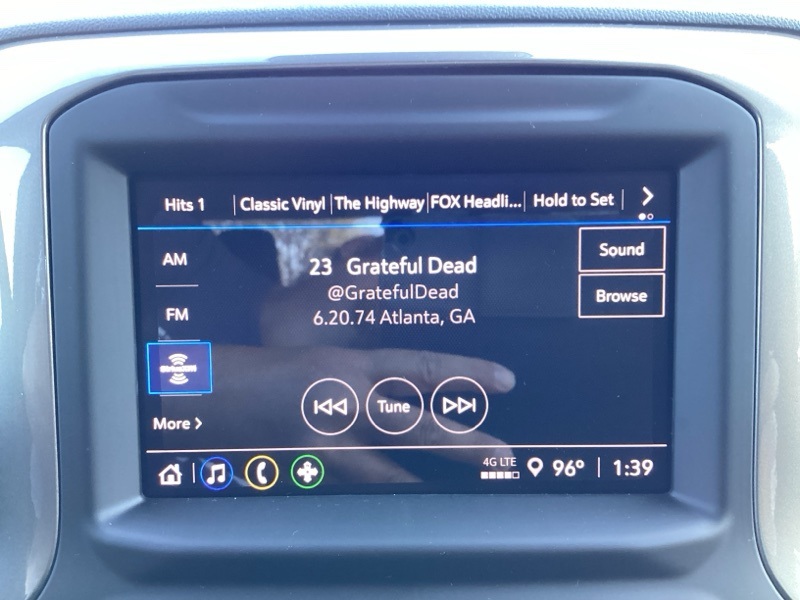 Hits 1 Classic Vinyl The Highway FOX Headli... Hold to Set
AM
FM
More
23 Grateful Dead
@GratefulDead
6.20.74 Atlanta, GA
Tune
Sound
Browse
4G LTE
96° 1:39